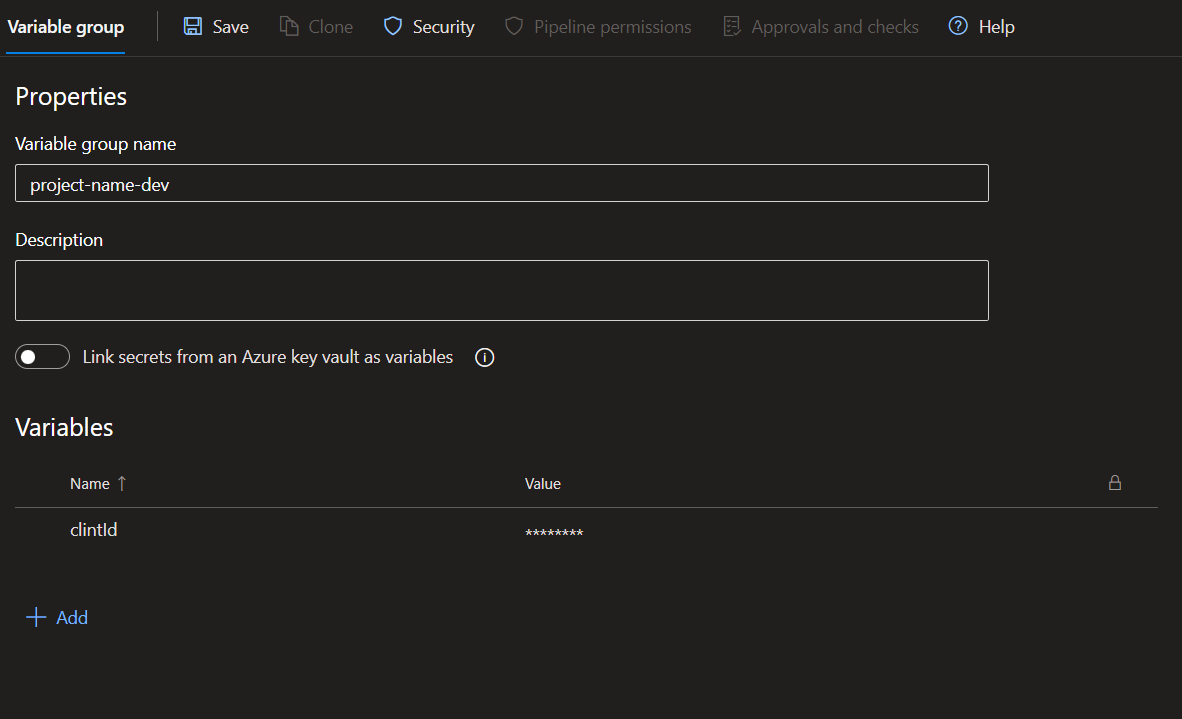 Variable group Save Clone Security Pipeline permissions Approvals and checks Help
Properties
Variable group name
project-name-dev
Description
Link secrets from an Azure key vault as variables
Variables
Name ↑ Value
clintId ********
+ Add